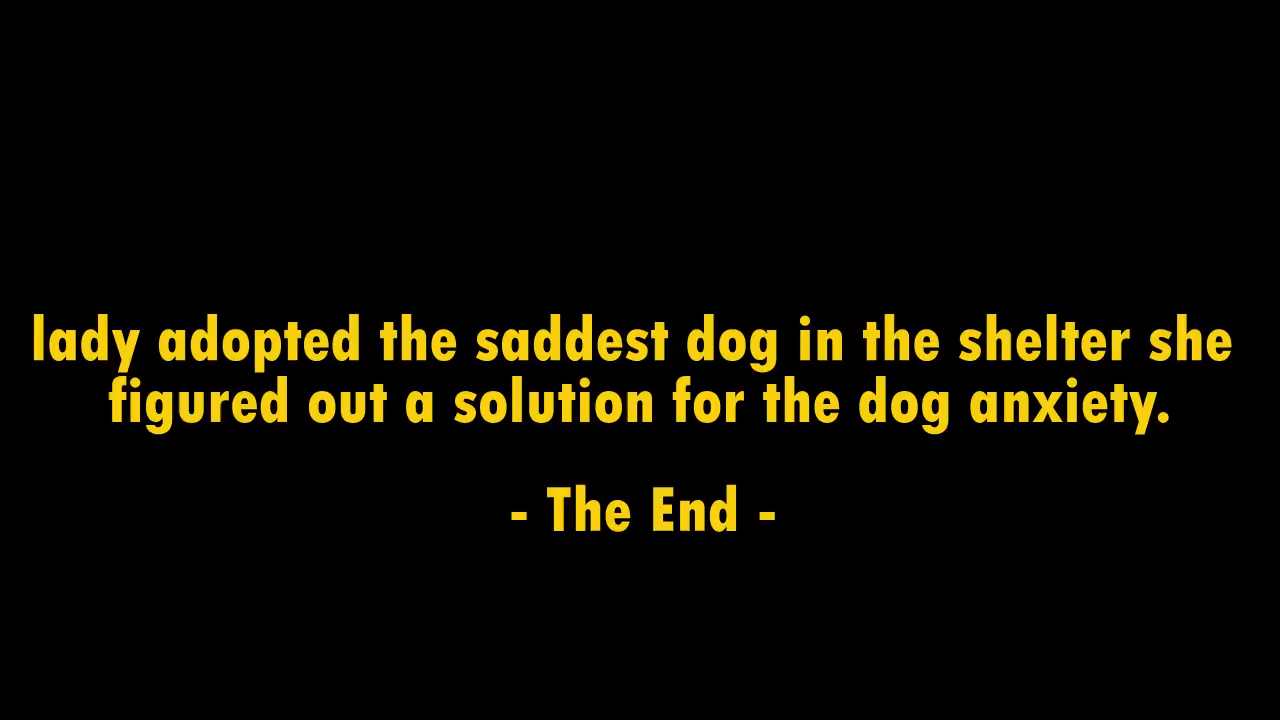 lady adopted the saddest dog in the shelter she
figured out a solution for the dog anxiety.
- The End -